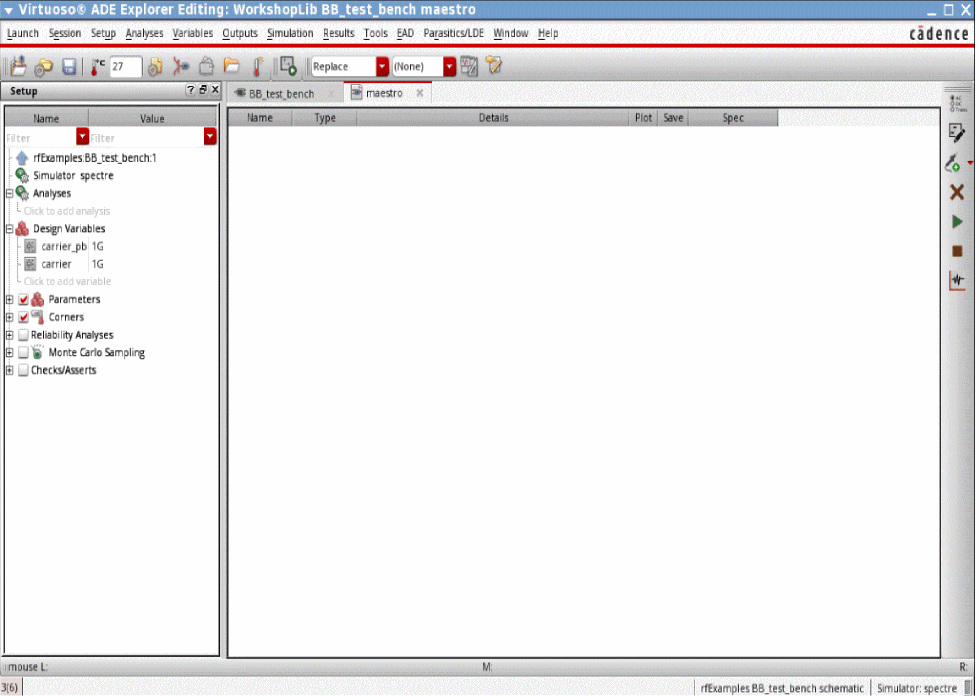 Virtuoso® ADE Explorer Editing: WorkshopLib BB_test_bench maestro
Launch Session Setup Analyses Variables Outputs Simulation Results Tools EAD Parasitics/LDE Window Help
cādence
°C 27 Replace (None)
Setup
BB_test_bench maestro
Name Value
Name Type Details Plot Save Spec
Filter Filter
AC
DC
Trans
rfExamples:BB_test_bench:1
Simulator spectre
Analyses
Click to add analysis
Design Variables
carrier_pb 1G
carrier 1G
Click to add variable
Parameters
Corners
Reliability Analyses
Monte Carlo Sampling
Checks/Asserts
mouse L: M: R:
3(6) rfExamples BB_test_bench schematic Simulator: spectre